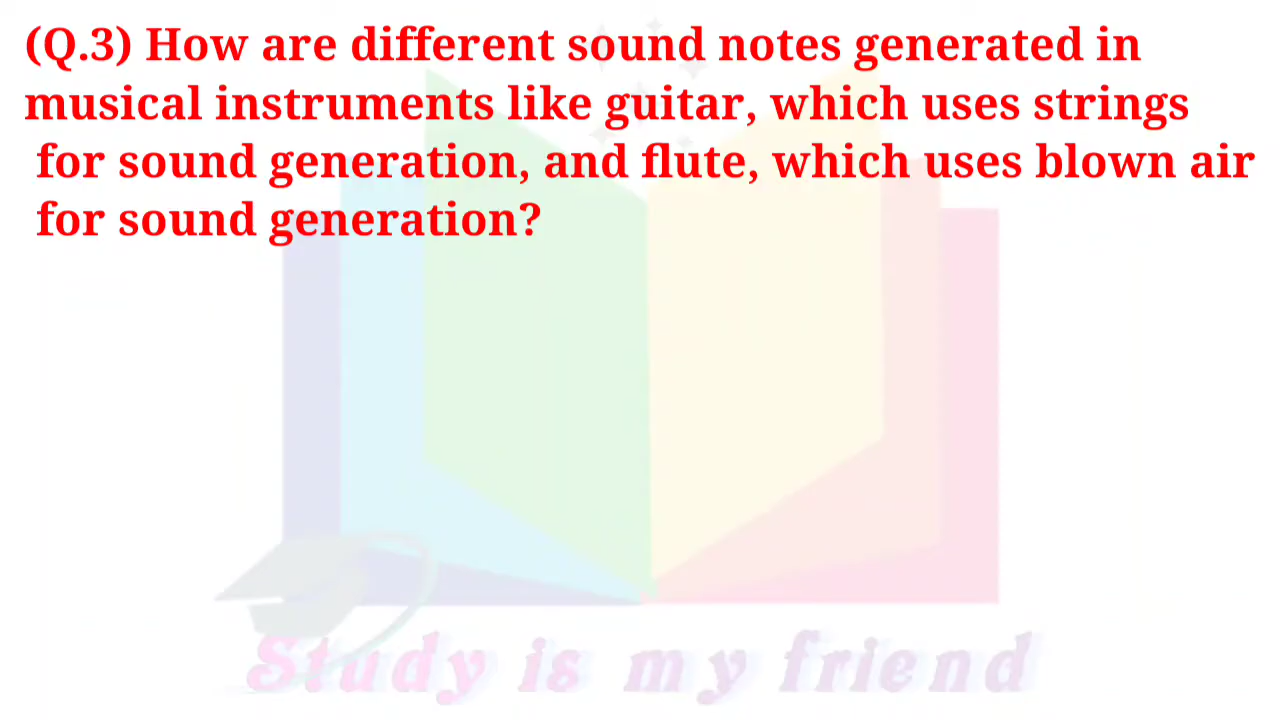 (Q.3) How are different sound notes generated in
musical instruments like guitar, which uses strings
for sound generation, and flute, which uses blown air
for sound generation?
Study is my friend